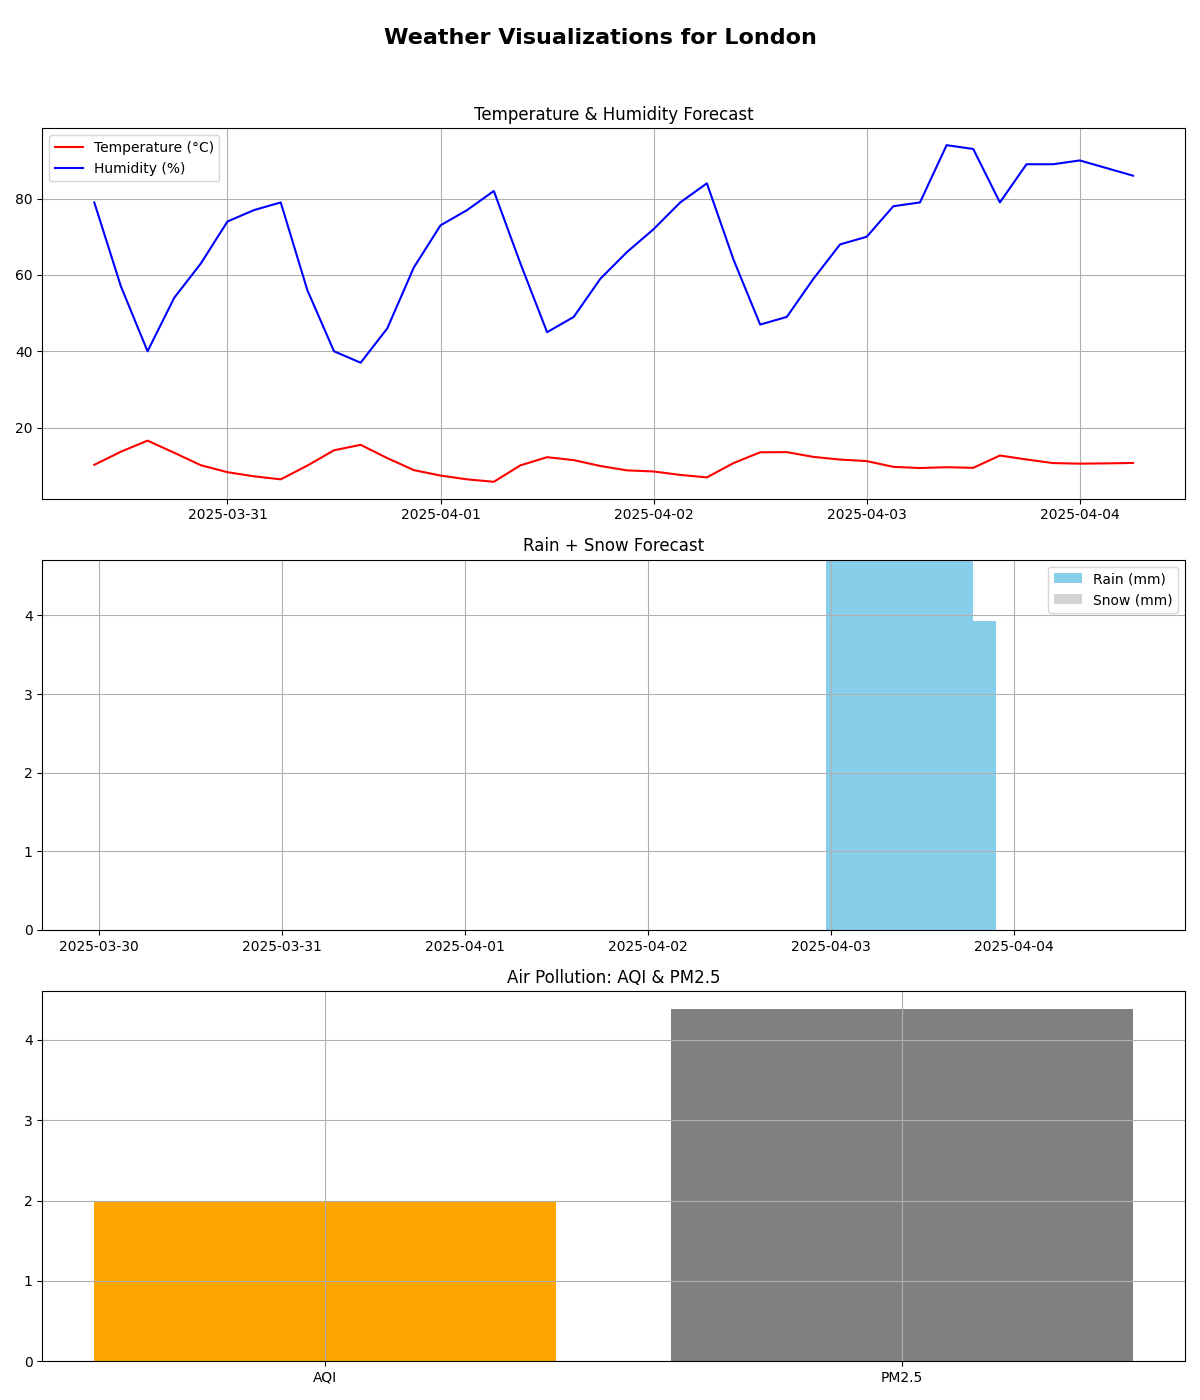 Weather Visualizations for London
Temperature & Humidity Forecast
Temperature (°C)
Humidity (%)
80
60
40
20
2025-03-31 2025-04-01 2025-04-02 2025-04-03 2025-04-04
Rain + Snow Forecast
Rain (mm)
Snow (mm)
4
3
2
1
0
2025-03-30 2025-03-31 2025-04-01 2025-04-02 2025-04-03 2025-04-04
Air Pollution: AQI & PM2.5
4
3
2
1
0
AQI PM2.5